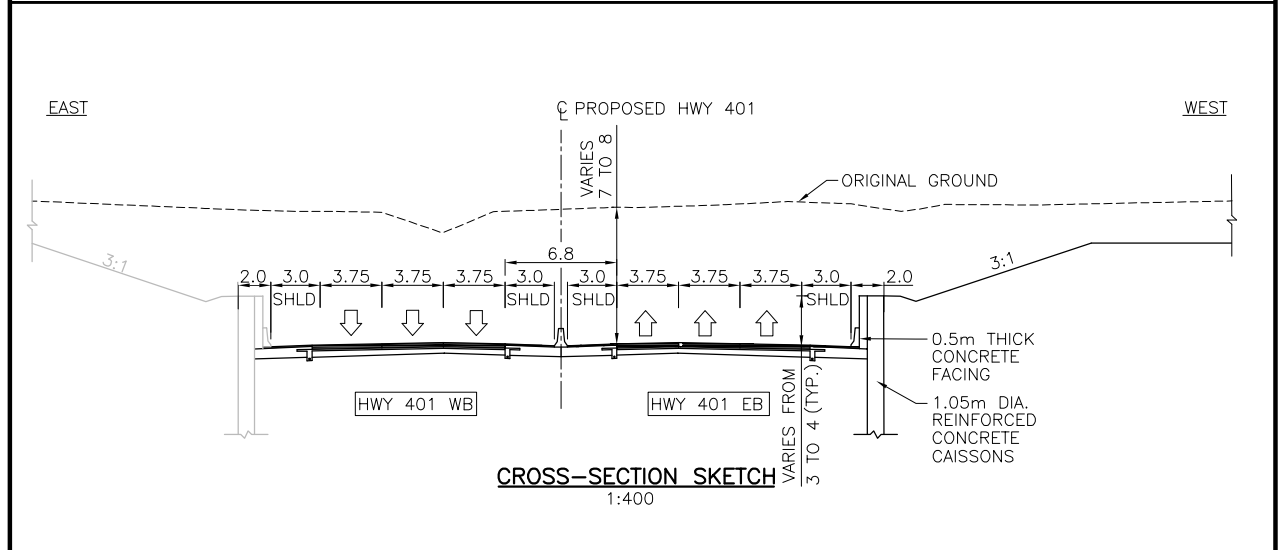 EAST
℄ PROPOSED HWY 401
WEST
VARIES
7 TO 8
ORIGINAL GROUND
3:1
6.8
3:1
2.0 3.0 3.75 3.75 3.75 3.0 3.0 3.75 3.75 3.75 3.0 2.0
SHLD SHLD SHLD SHLD
0.5m THICK
CONCRETE
FACING
HWY 401 WB
HWY 401 EB
VARIES FROM
3 TO 4 (TYP.)
1.05m DIA.
REINFORCED
CONCRETE
CAISSONS
CROSS-SECTION SKETCH
1:400